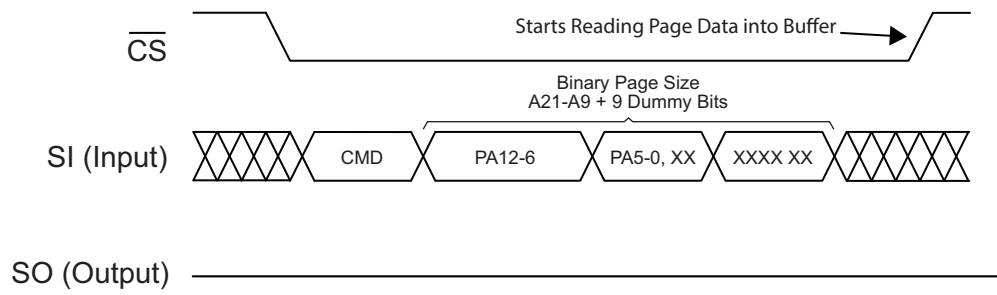 Starts Reading Page Data into Buffer
CS
Binary Page Size
A21-A9 + 9 Dummy Bits
SI (Input)
CMD
PA12-6
PA5-0, XX
XXXX XX
SO (Output)